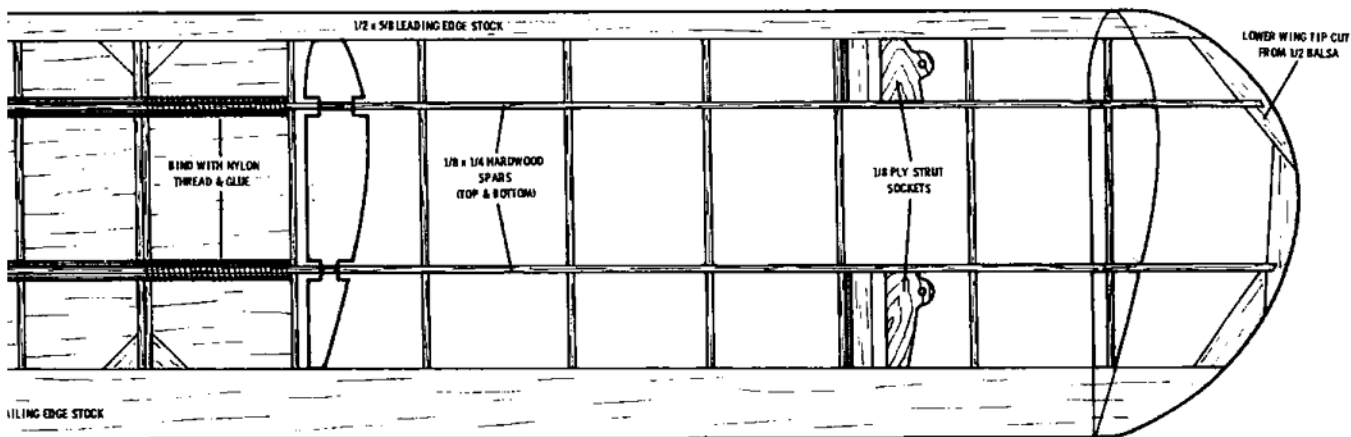 1/2 x 5/8 LEADING EDGE STOCK
LOWER WING TIP CUT
FROM 1/2 BALSA
BIND WITH NYLON
THREAD & GLUE
1/8 x 1/4 HARDWOOD
SPARS
(TOP & BOTTOM)
1/8 PLY STRUT
SOCKETS
AILING EDGE STOCK